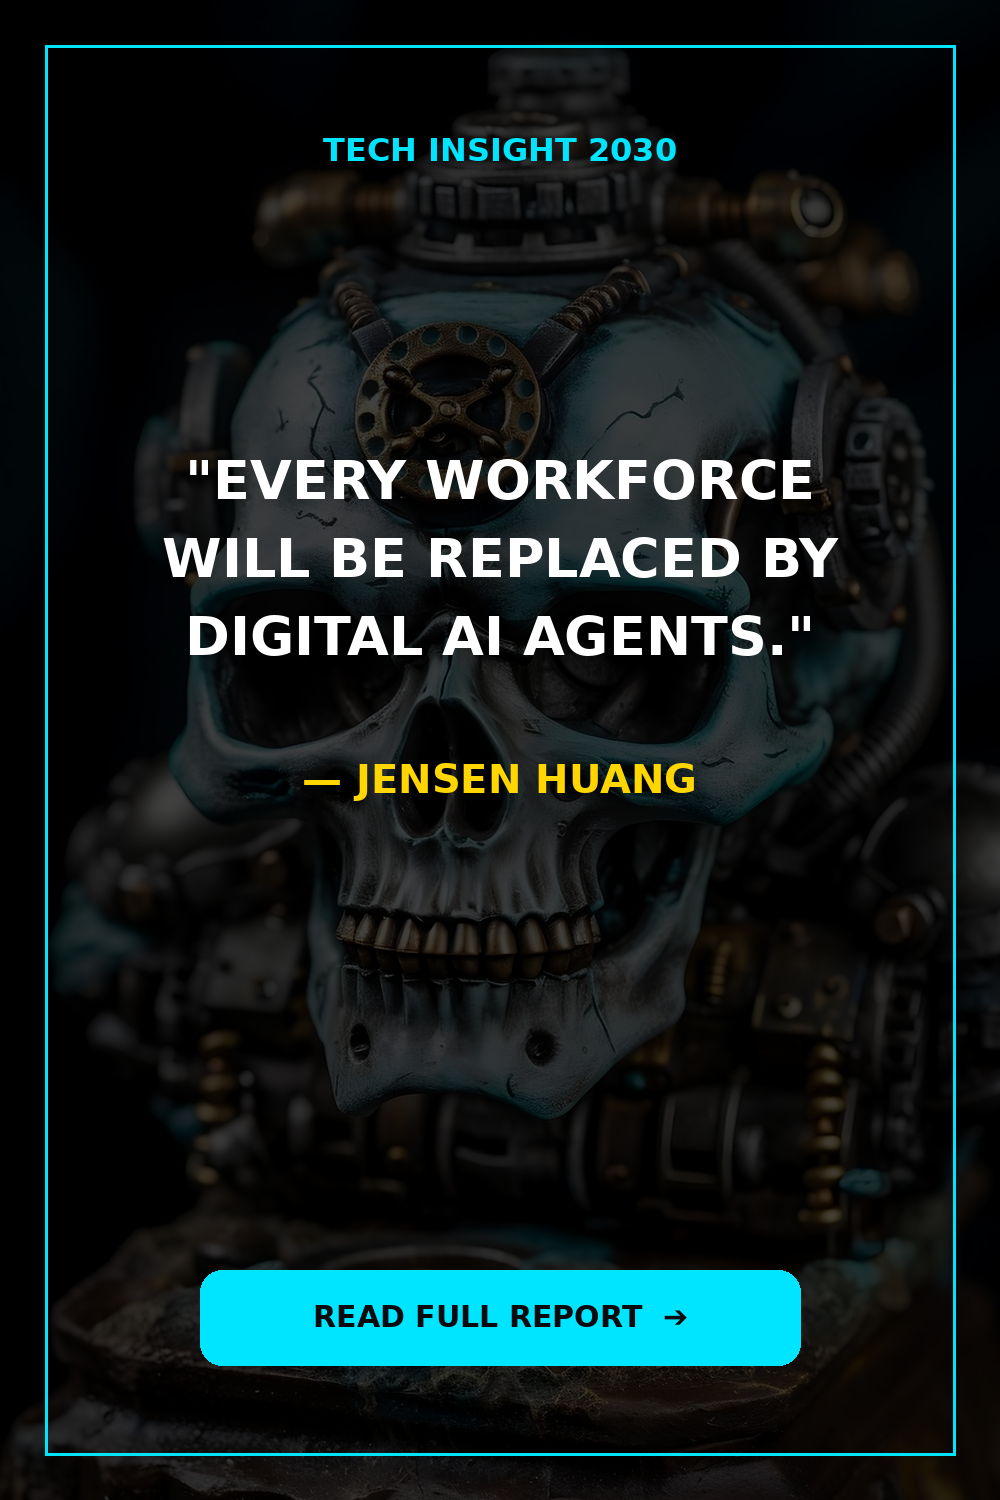 TECH INSIGHT 2030
"EVERY WORKFORCE
WILL BE REPLACED BY
DIGITAL AI AGENTS."
— JENSEN HUANG
READ FULL REPORT ➔